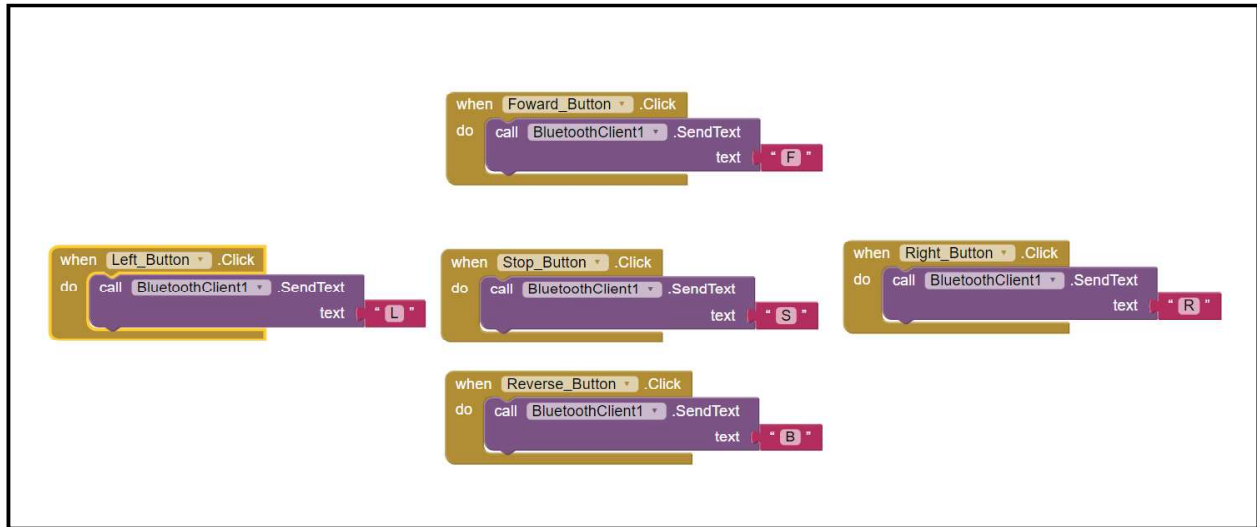 when Foward_Button .Click
do call BluetoothClient1 .SendText
text " F "
when Left_Button .Click
do call BluetoothClient1 .SendText
text " L "
when Stop_Button .Click
do call BluetoothClient1 .SendText
text " S "
when Right_Button .Click
do call BluetoothClient1 .SendText
text " R "
when Reverse_Button .Click
do call BluetoothClient1 .SendText
text " B "